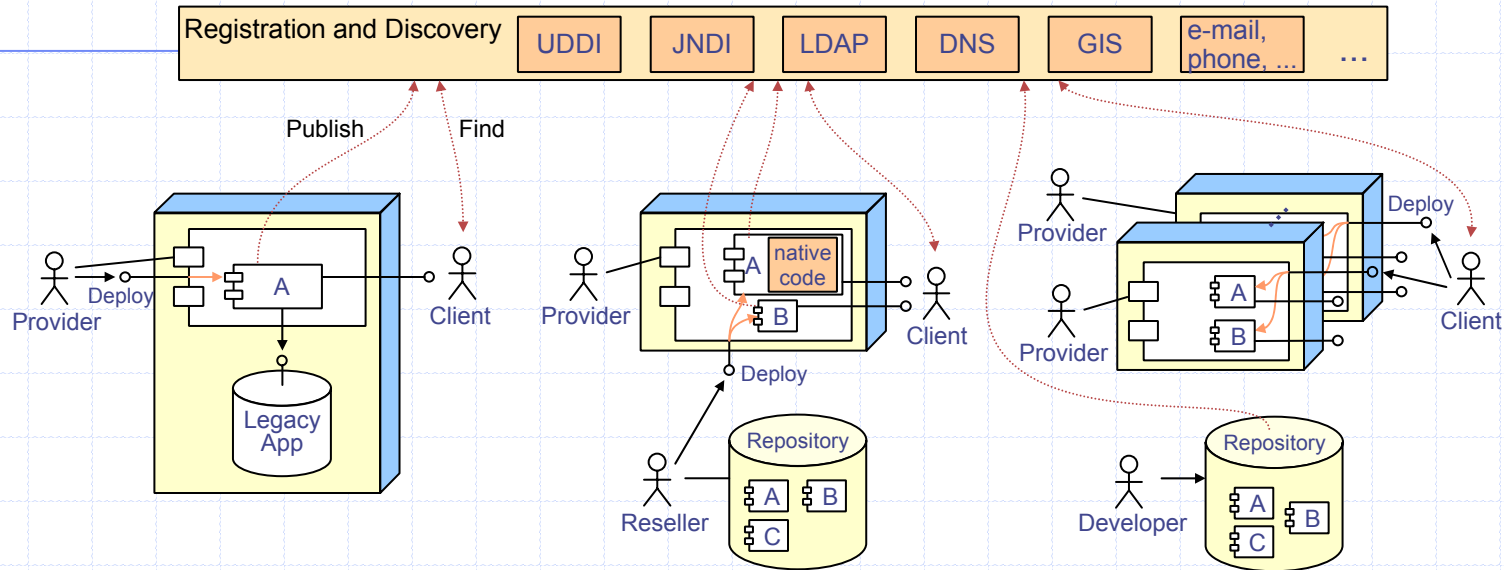 Registration and Discovery
UDDI
JNDI
LDAP
DNS
GIS
e-mail,
phone, ...
...
Publish
Find
Provider
Deploy
A
Legacy
App
Client
Provider
A
native
code
B
Deploy
Client
Reseller
Repository
A
B
C
Provider
Provider
Deploy
A
B
Client
Developer
Repository
A
B
C